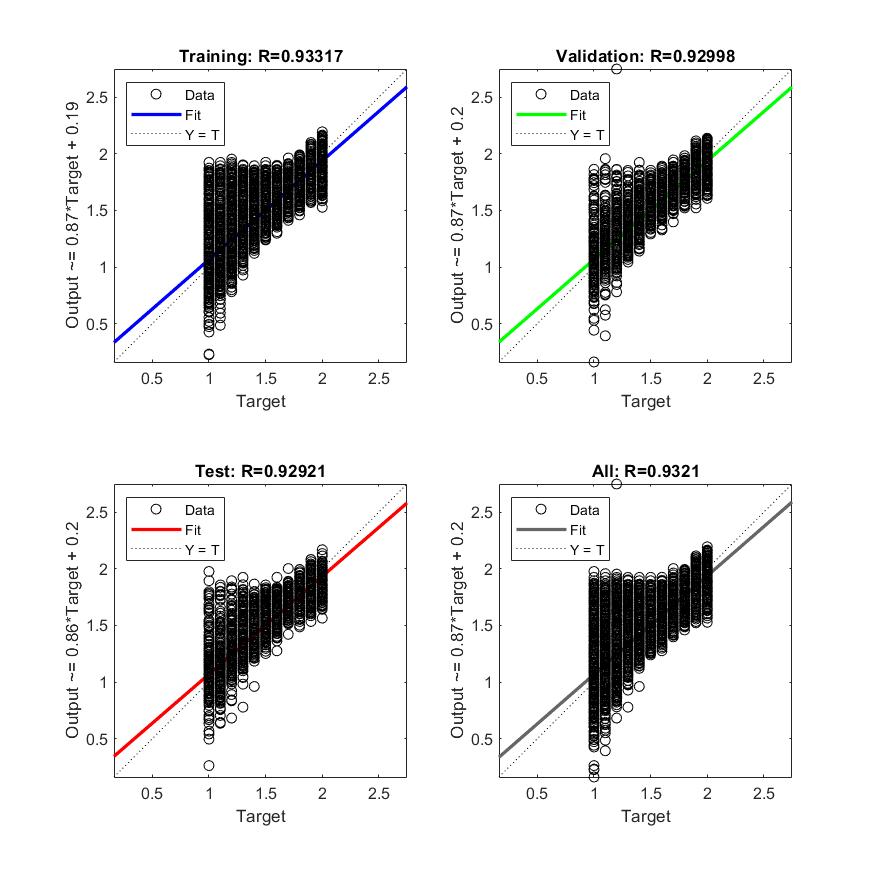 Training: R=0.93317
Output ~= 0.87*Target + 0.19
2.5
2
1.5
1
0.5
Data
Fit
Y = T
0.5 1 1.5 2 2.5
Target
Validation: R=0.92998
Output ~= 0.87*Target + 0.2
2.5
2
1.5
1
0.5
Data
Fit
Y = T
0.5 1 1.5 2 2.5
Target
Test: R=0.92921
Output ~= 0.86*Target + 0.2
2.5
2
1.5
1
0.5
Data
Fit
Y = T
0.5 1 1.5 2 2.5
Target
All: R=0.9321
Output ~= 0.87*Target + 0.2
2.5
2
1.5
1
0.5
Data
Fit
Y = T
0.5 1 1.5 2 2.5
Target